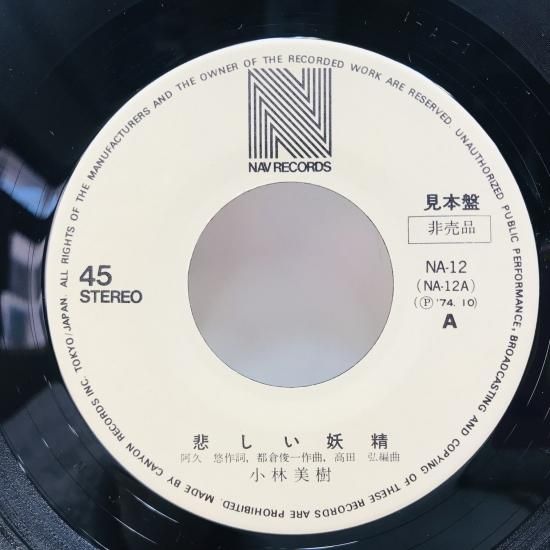 ALL RIGHTS OF THE MANUFACTURERS AND THE OWNER OF THE RECORDED WORK ARE RESERVED. UNAUTHORIZED PUBLIC PERFORMANCE, BROADCASTING AND COPYING OF THESE RECORDS ARE PROHIBITED. MADE BY CANYON RECORDS INC. TOKYO/JAPAN.
N
NAV RECORDS
見本盤
非売品
45
STEREO
NA-12
(NA-12A)
(Ⓟ '74. 10)
A
悲しい妖精
阿久 悠作詞, 都倉俊一作曲, 高田 弘編曲
小林美樹